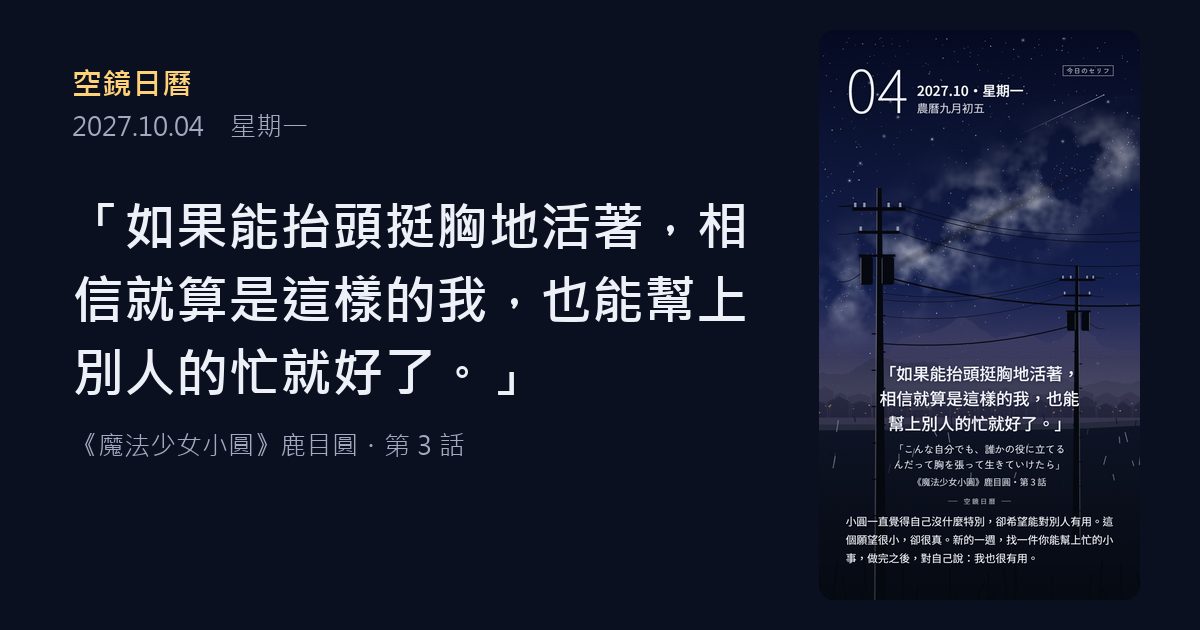 空鏡日曆
2027.10.04 星期一
「如果能抬頭挺胸地活著，相
信就算是這樣的我，也能幫上
別人的忙就好了。」
《魔法少女小圓》鹿目圓・第 3 話
04
2027.10・星期一
農曆九月初五
今日のセリフ
「如果能抬頭挺胸地活著，
相信就算是這樣的我，也能
幫上別人的忙就好了。」
「こんな自分でも、誰かの役に立てる
んだって胸を張って生きていけたら」
《魔法少女小圓》鹿目圓・第 3 話
— 空鏡日曆 —
小圓一直覺得自己沒什麼特別，卻希望能對別人有用。這
個願望很小，卻很真。新的一週，找一件你能幫上忙的小
事，做完之後，對自己說：我也很有用。